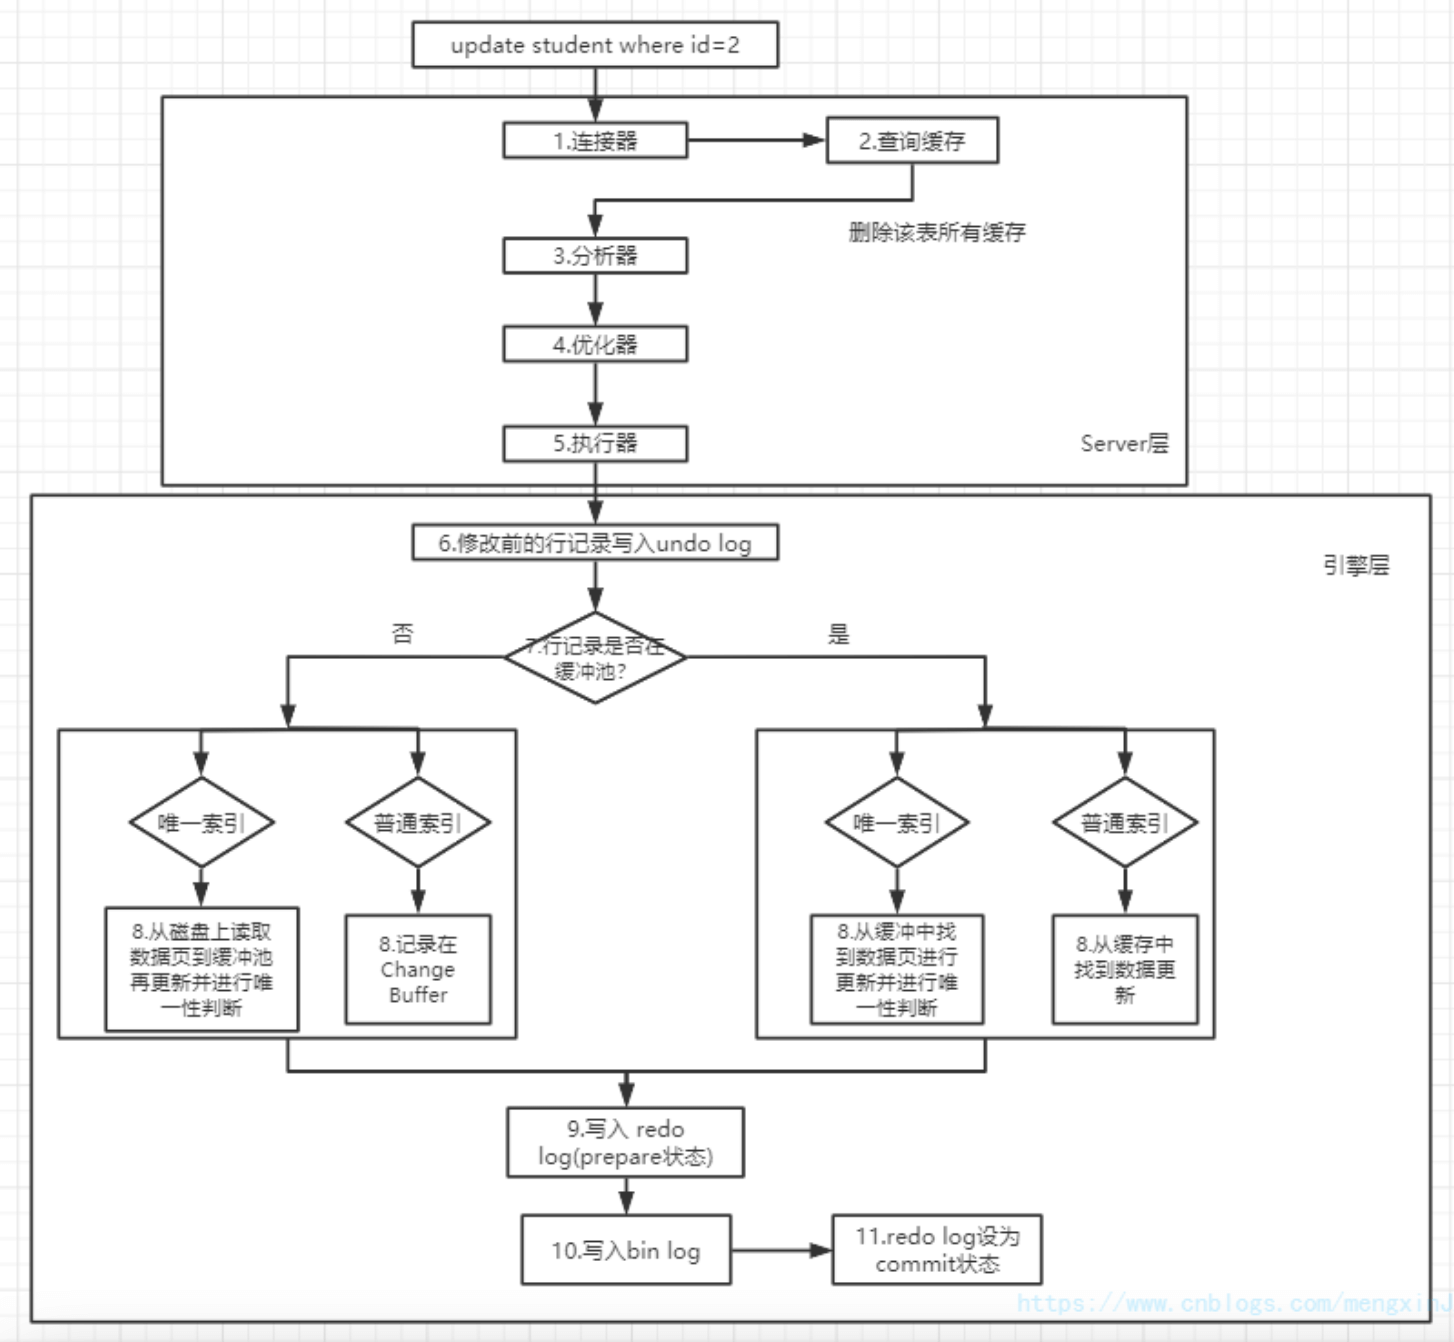 update student where id=2
1.连接器
2.查询缓存
删除该表所有缓存
3.分析器
4.优化器
5.执行器
Server层
6.修改前的行记录写入undo log
引擎层
7.行记录是否在
缓冲池?
否
是
唯一索引
普通索引
唯一索引
普通索引
8.从磁盘上读取
数据页到缓冲池
再更新并进行唯
一性判断
8.记录在
Change
Buffer
8.从缓冲中找
到数据页进行
更新并进行唯
一性判断
8.从缓存中
找到数据更
新
9.写入 redo
log(prepare状态)
10.写入bin log
11.redo log设为
commit状态
https://www.cnblogs.com/mengxinJ